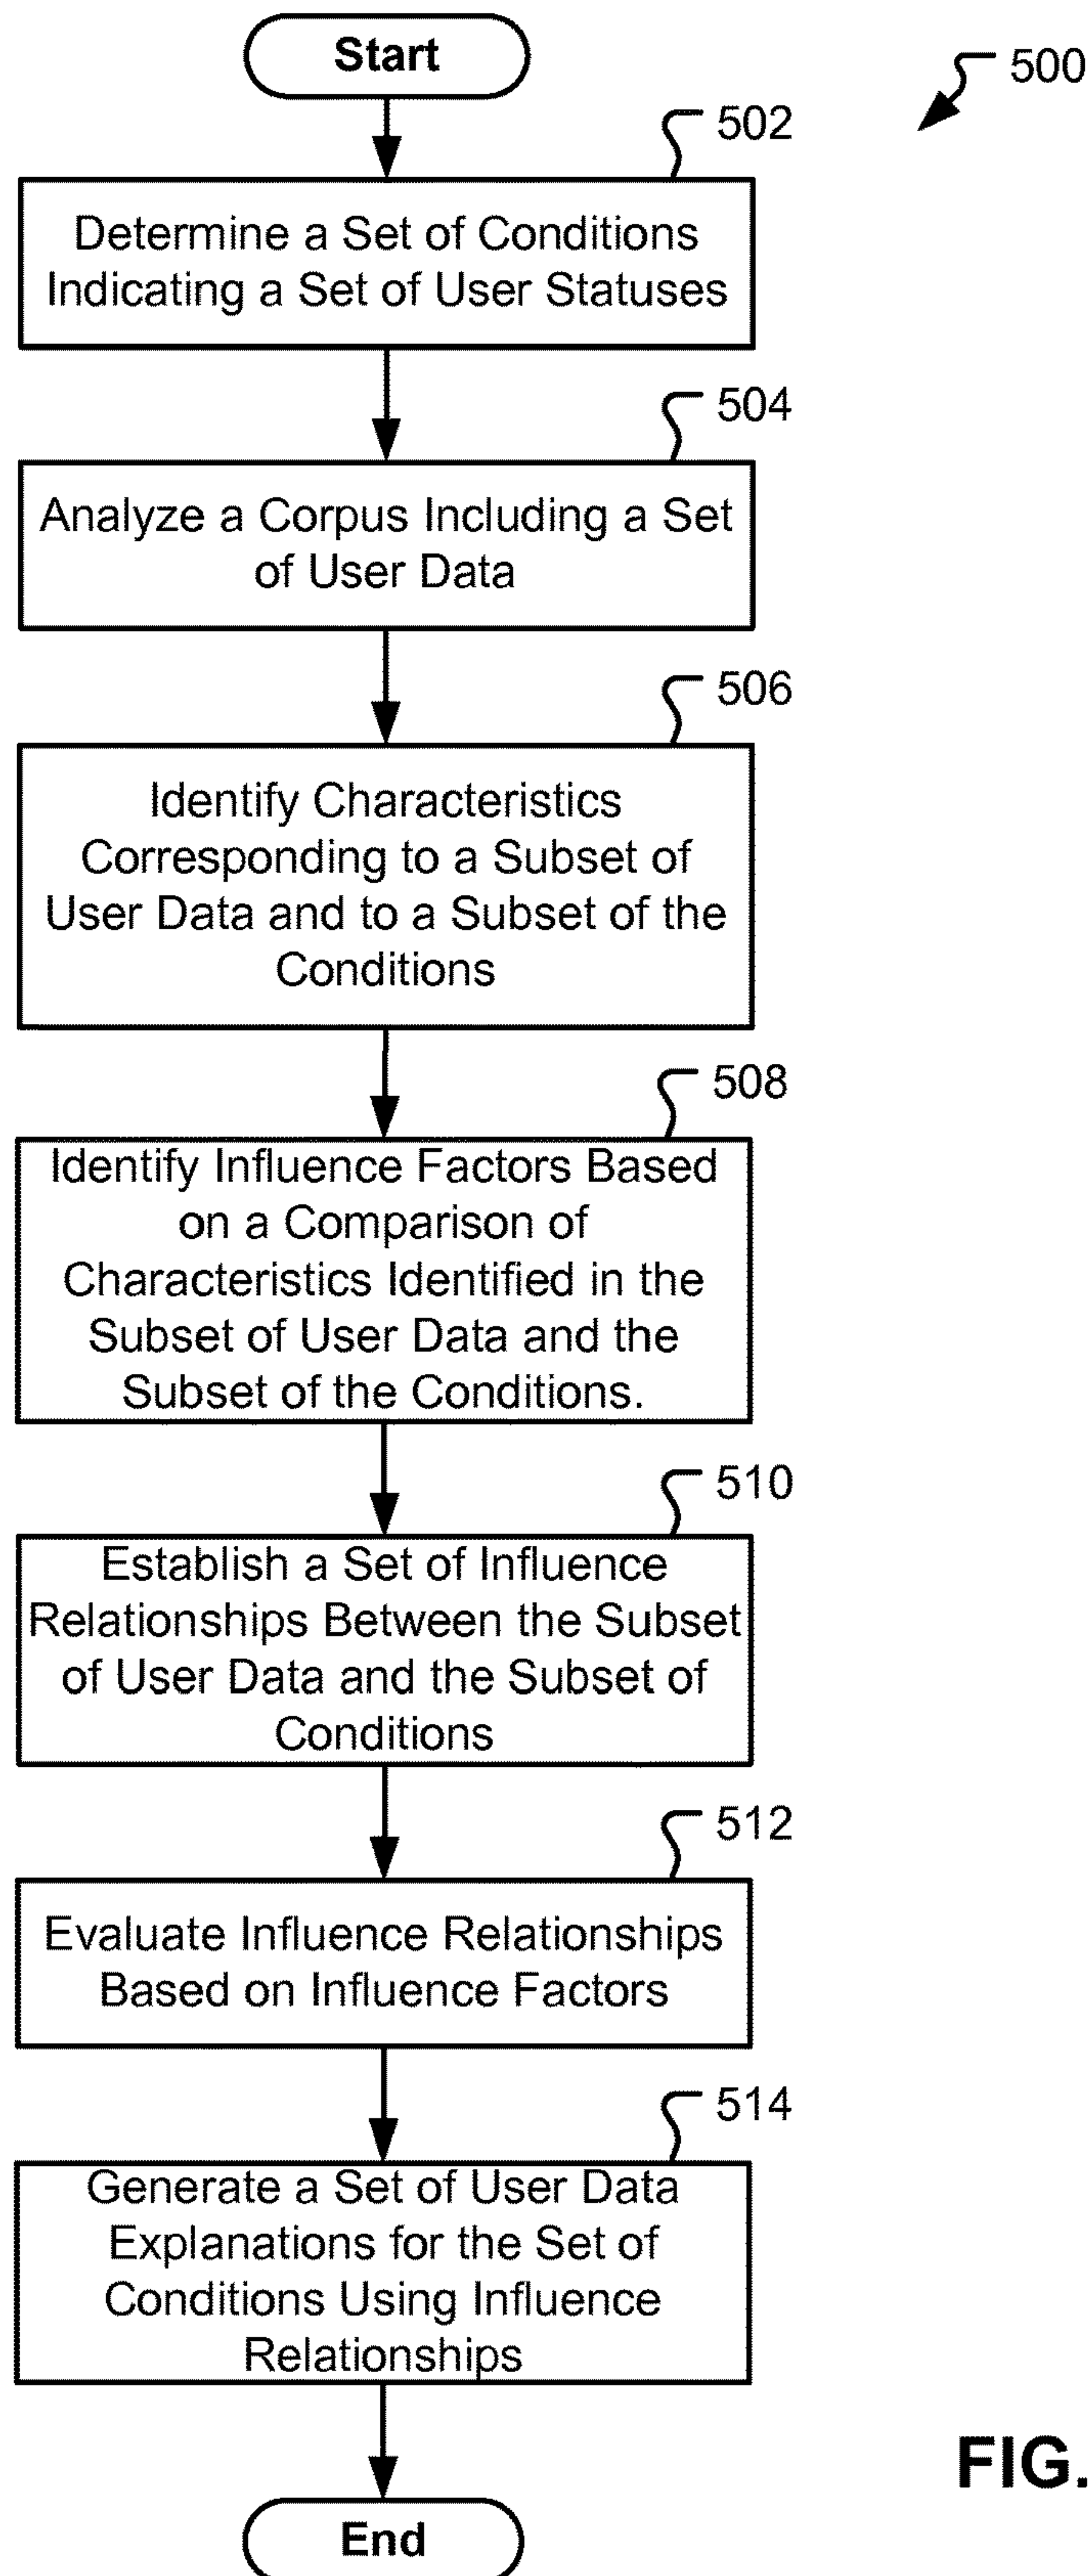 Start
500
502
Determine a Set of Conditions
Indicating a Set of User Statuses
504
Analyze a Corpus Including a Set
of User Data
506
Identify Characteristics
Corresponding to a Subset of
User Data and to a Subset of the
Conditions
508
Identify Influence Factors Based
on a Comparison of
Characteristics Identified in the
Subset of User Data and the
Subset of the Conditions.
510
Establish a Set of Influence
Relationships Between the Subset
of User Data and the Subset of
Conditions
512
Evaluate Influence Relationships
Based on Influence Factors
514
Generate a Set of User Data
Explanations for the Set of
Conditions Using Influence
Relationships
End
FIG.